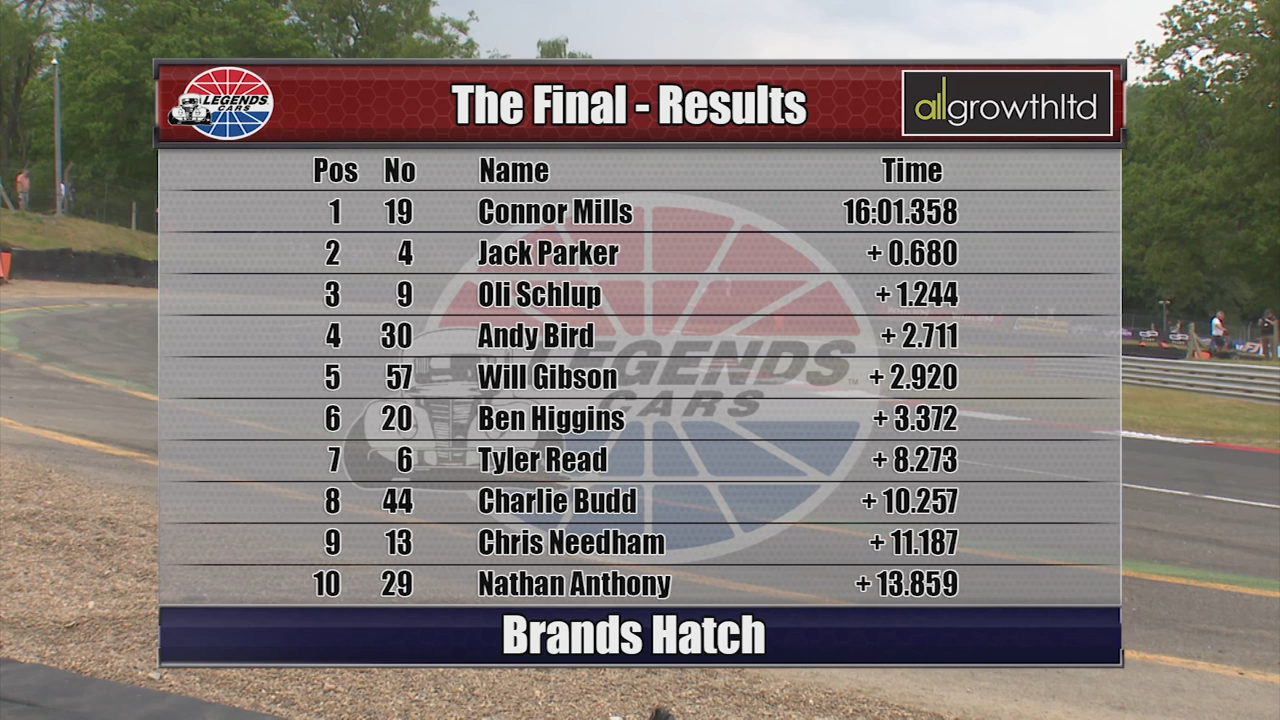 LEGENDS CARS
The Final - Results
allgrowthltd
Pos No Name Time
1 19 Connor Mills 16:01.358
2 4 Jack Parker + 0.680
3 9 Oli Schlup + 1.244
4 30 Andy Bird + 2.711
5 57 Will Gibson + 2.920
6 20 Ben Higgins + 3.372
7 6 Tyler Read + 8.273
8 44 Charlie Budd + 10.257
9 13 Chris Needham + 11.187
10 29 Nathan Anthony + 13.859
LEGENDS TM
CARS
Brands Hatch